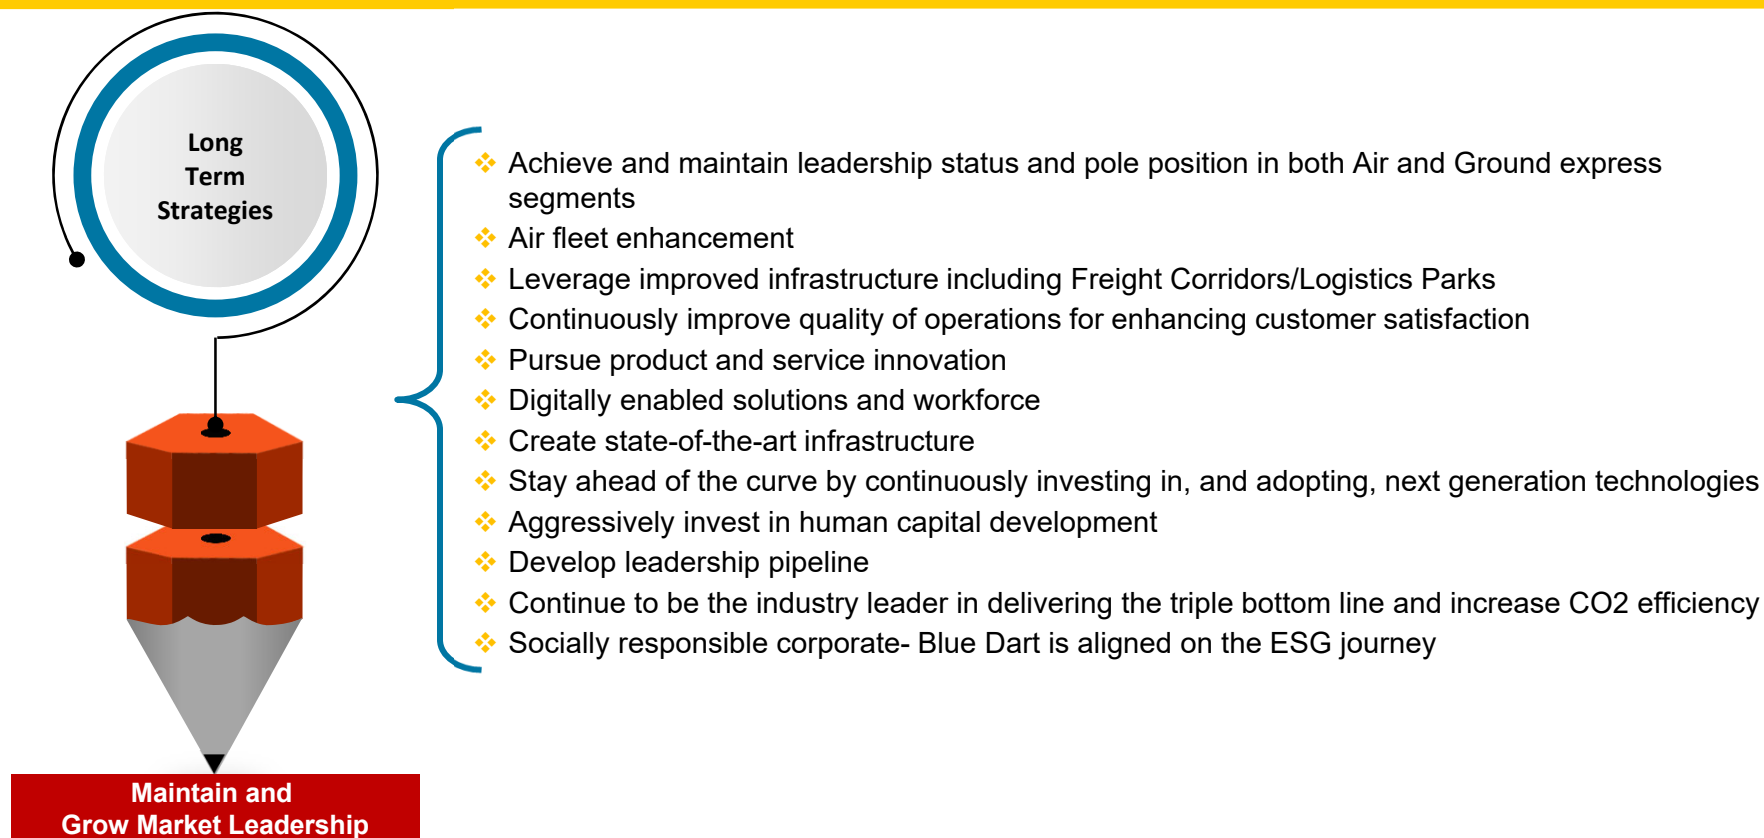 Long
Term
Strategies
Achieve and maintain leadership status and pole position in both Air and Ground express
segments
Air fleet enhancement
Leverage improved infrastructure including Freight Corridors/Logistics Parks
Continuously improve quality of operations for enhancing customer satisfaction
Pursue product and service innovation
Digitally enabled solutions and workforce
Create state-of-the-art infrastructure
Stay ahead of the curve by continuously investing in, and adopting, next generation technologies
Aggressively invest in human capital development
Develop leadership pipeline
Continue to be the industry leader in delivering the triple bottom line and increase CO2 efficiency
Socially responsible corporate- Blue Dart is aligned on the ESG journey
Maintain and
Grow Market Leadership